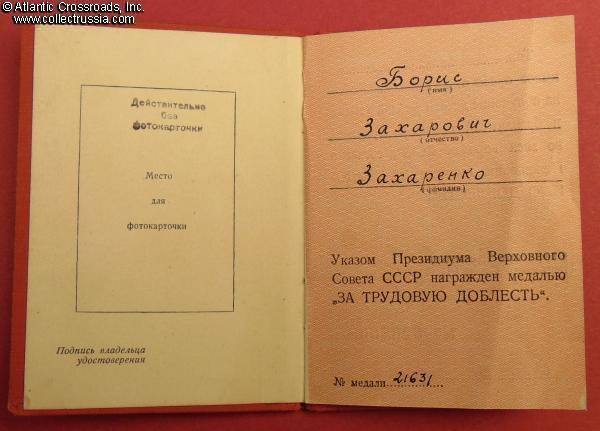 © Atlantic Crossroads, Inc.
www.collectrussia.com
Действительно
без
фотокарточки
Место
для
фотокарточки
Подпись владельца
удостоверения
Борис
(имя)
Захарович
(отчество)
Захаренко
(фамилия)
Указом Президиума Верховного
Совета СССР награжден медалью
„ЗА ТРУДОВУЮ ДОБЛЕСТЬ“.
№ медали 21631